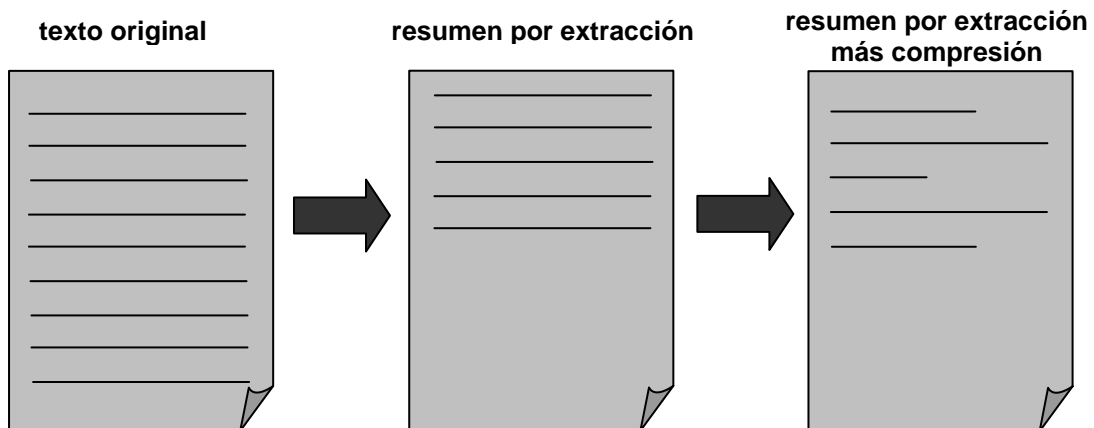 texto original
resumen por extracción
resumen por extracción
más compresión